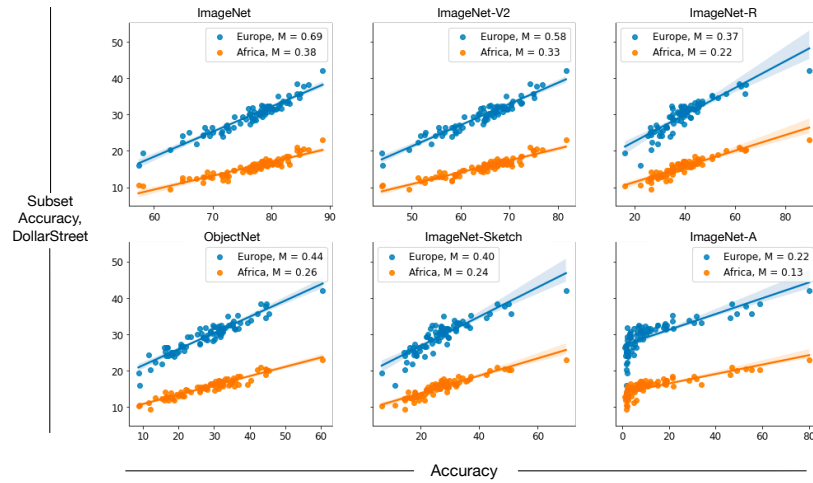 ImageNet
ImageNet-V2
ImageNet-R
50
40
30
20
10
Europe, M = 0.69
Africa, M = 0.38
60
70
80
90
Europe, M = 0.58
Africa, M = 0.33
50
60
70
80
Europe, M = 0.37
Africa, M = 0.22
20
40
60
80
Subset
Accuracy,
DollarStreet
ObjectNet
ImageNet-Sketch
ImageNet-A
50
40
30
20
10
Europe, M = 0.44
Africa, M = 0.26
10
20
30
40
50
60
Europe, M = 0.40
Africa, M = 0.24
20
40
60
Europe, M = 0.22
Africa, M = 0.13
0
20
40
60
80
Accuracy